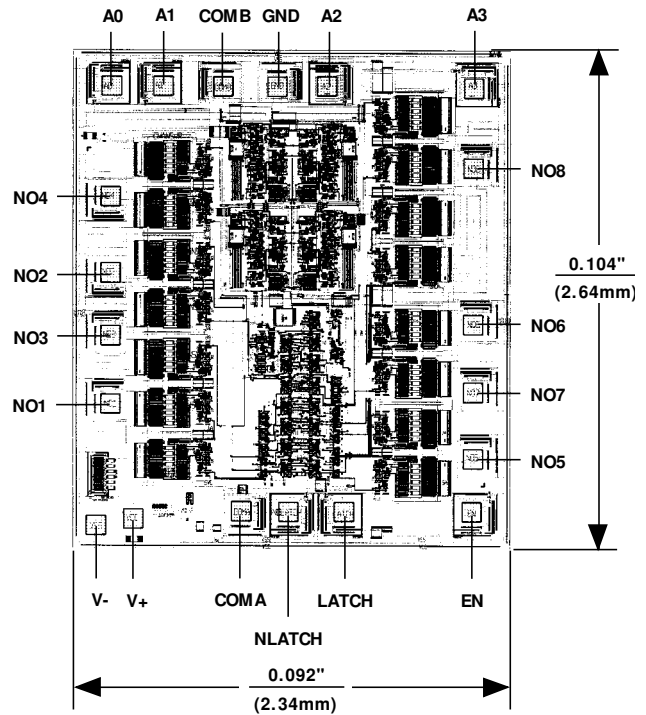 A0 A1 COMB GND A2 A3
NO4
NO2
NO3
NO1
NO8
NO6
NO7
NO5
0.104"
(2.64mm)
V- V+ COMA LATCH EN
NLATCH
0.092"
(2.34mm)